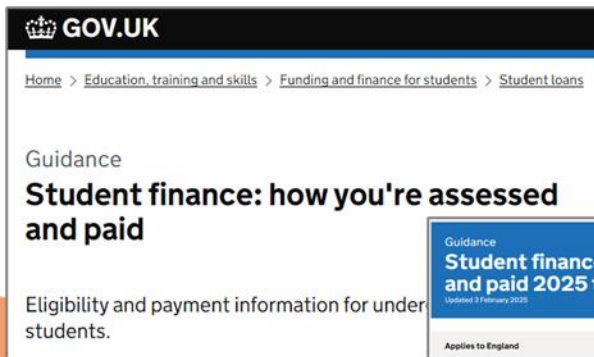 GOV.UK
Home > Education, training and skills > Funding and finance for students > Student loans
Guidance
Student finance: how you're assessed
and paid
Eligibility and payment information for under
students.
Guidance
Student finance
and paid 2025
Updated 3 February 2025
Applies to England